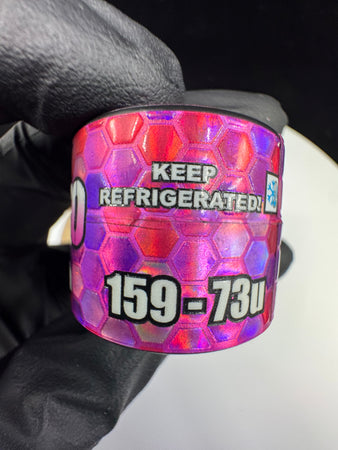 KEEP
REFRIGERATED!
159 - 73u